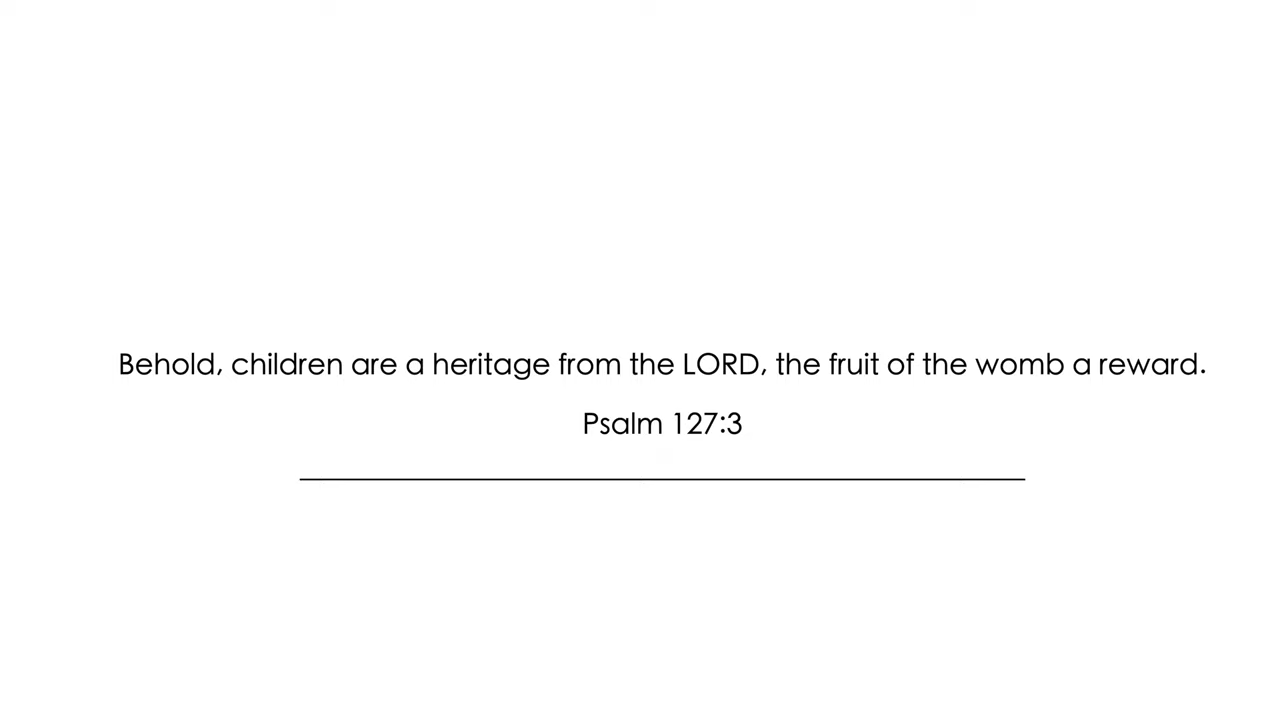 Behold, children are a heritage from the LORD, the fruit of the womb a reward.
Psalm 127:3